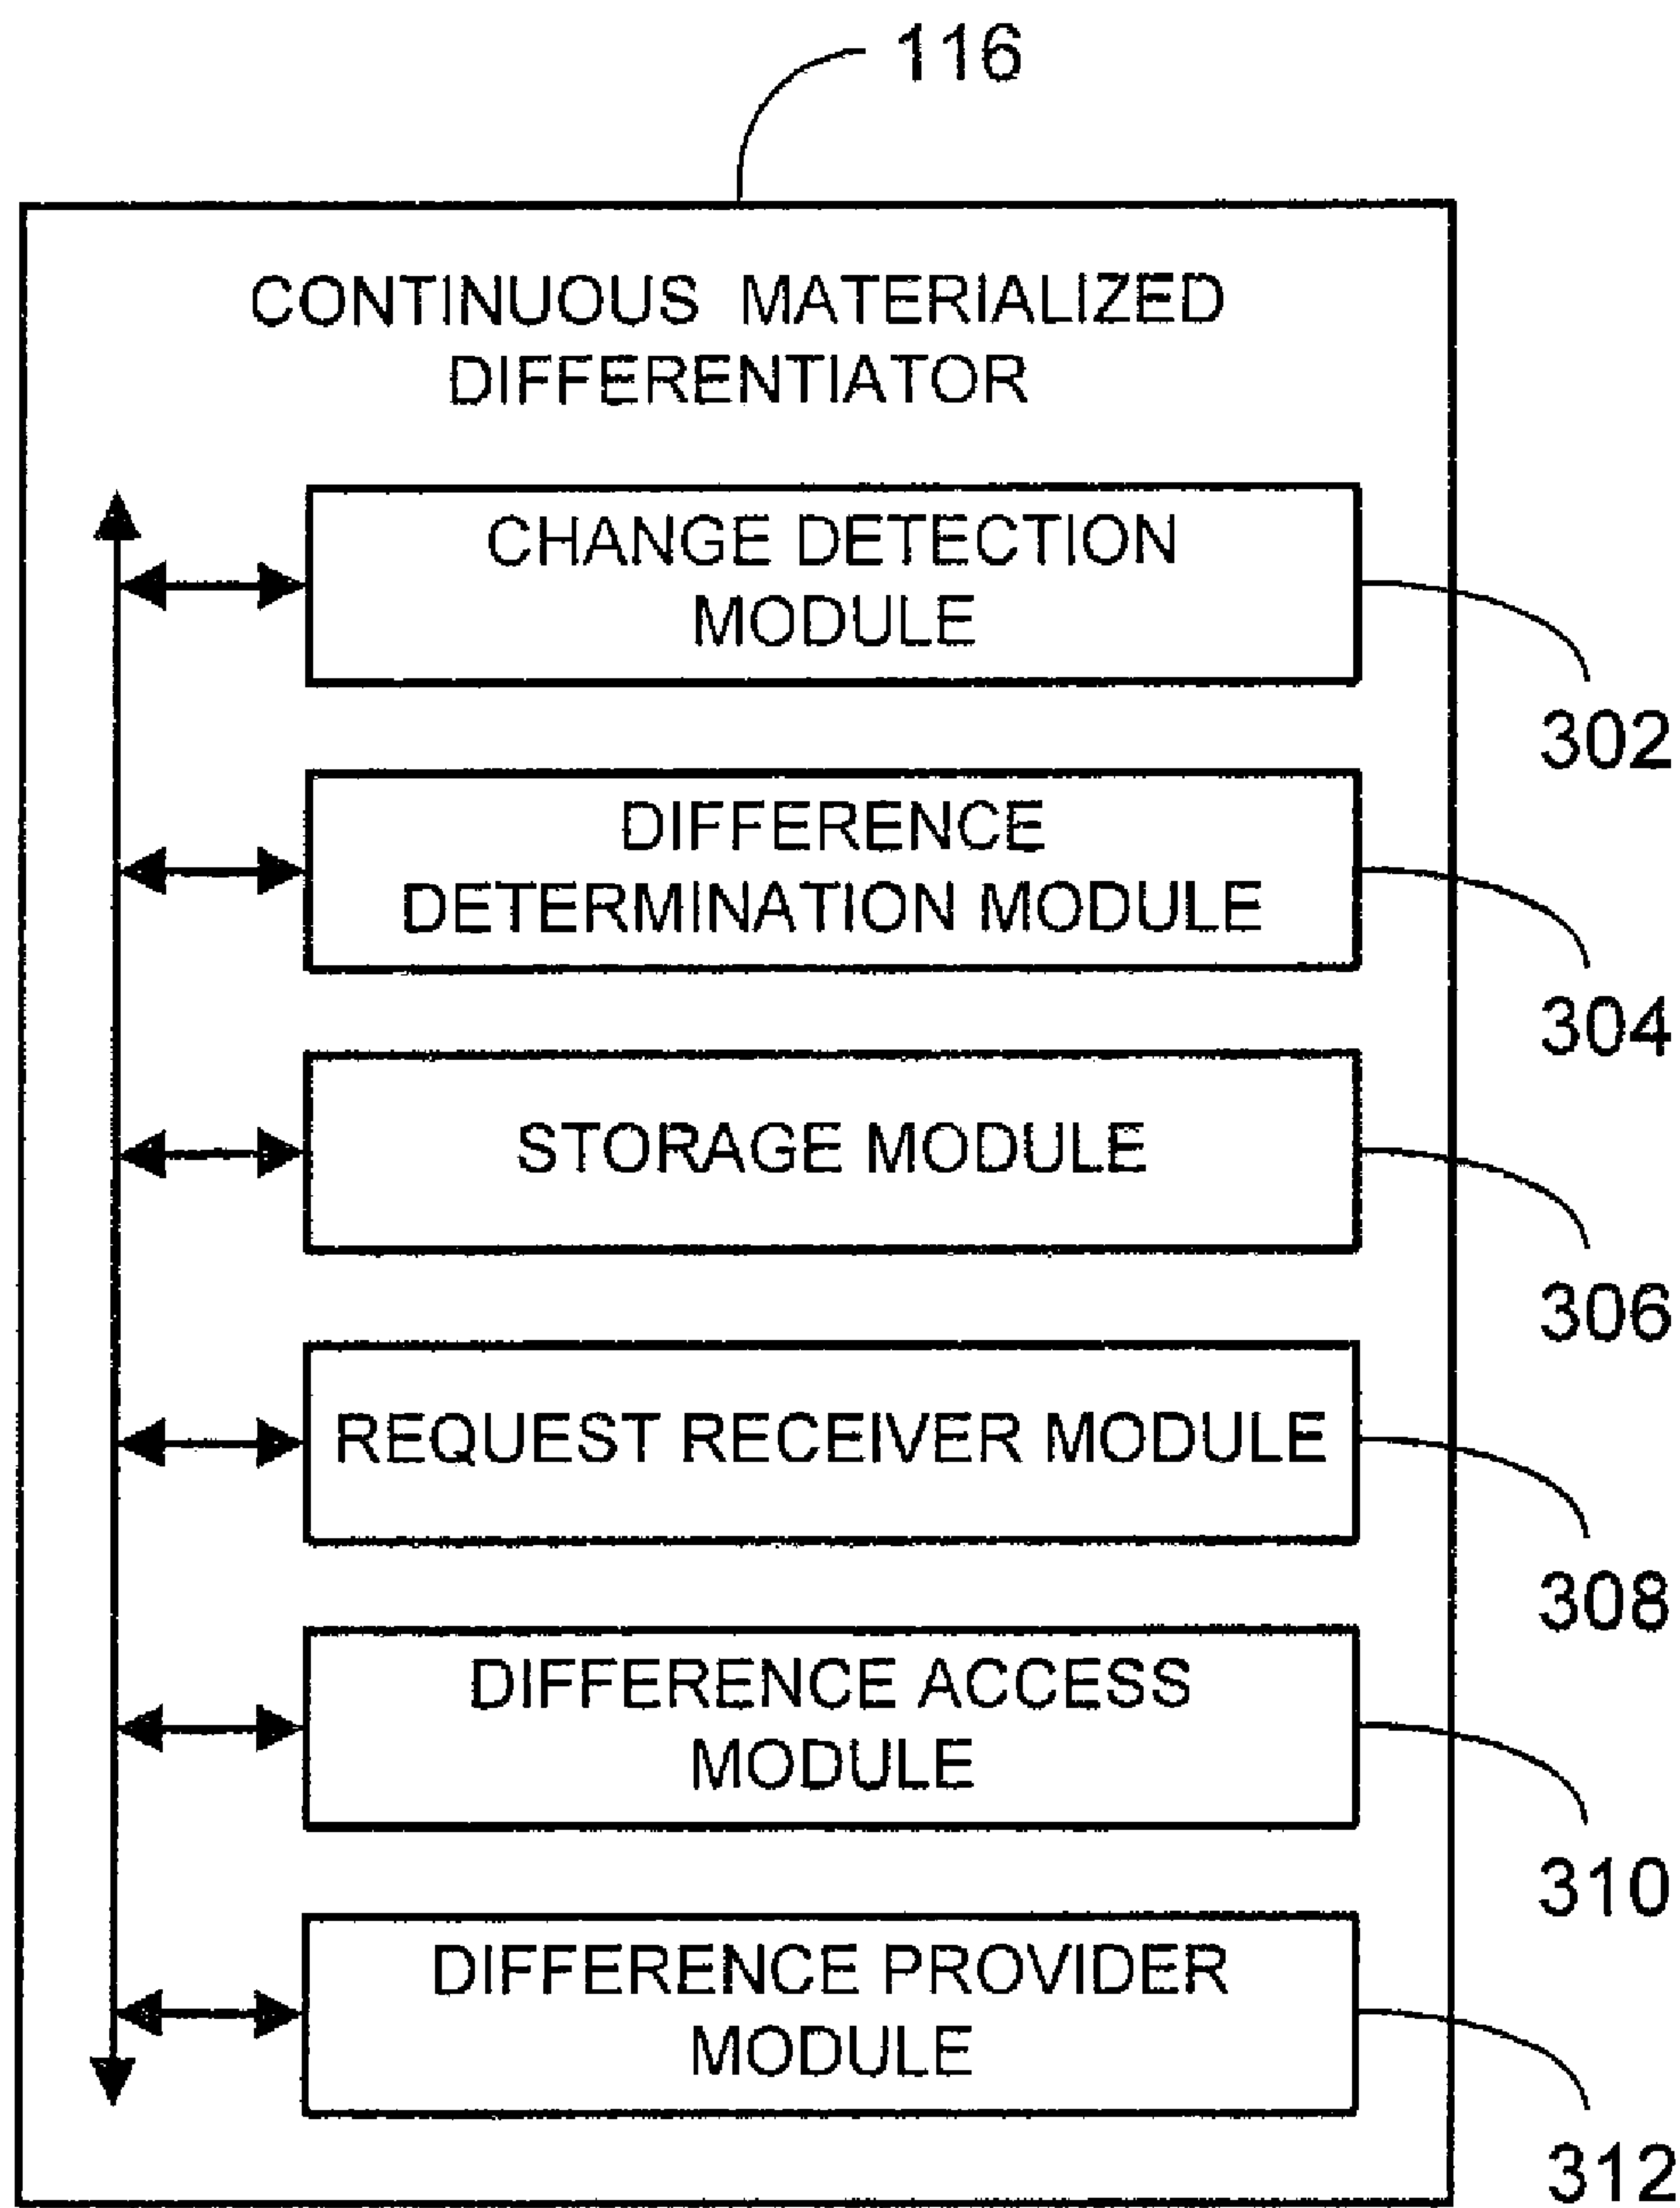 116
CONTINUOUS MATERIALIZED
DIFFERENTIATOR
CHANGE DETECTION
MODULE
302
DIFFERENCE
DETERMINATION MODULE
304
STORAGE MODULE
306
REQUEST RECEIVER MODULE
308
DIFFERENCE ACCESS
MODULE
310
DIFFERENCE PROVIDER
MODULE
312